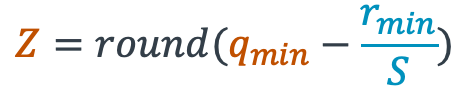 Z = round(q_min − r_min/S)